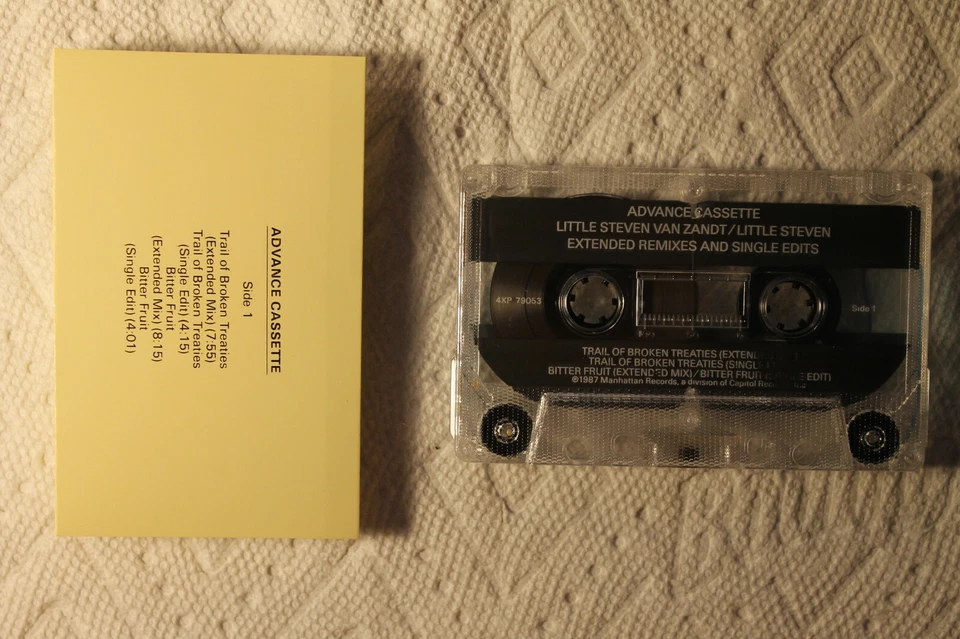 ADVANCE CASSETTE
Side 1
Trail of Broken Treaties
(Extended Mix) (7:55)
Trail of Broken Treaties
(Single Edit) (4:15)
Bitter Fruit
(Extended Mix) (8:15)
Bitter Fruit
(Single Edit) (4:01)
ADVANCE CASSETTE
LITTLE STEVEN VAN ZANDT/LITTLE STEVEN
EXTENDED REMIXES AND SINGLE EDITS
4XP 79053
Side 1
TRAIL OF BROKEN TREATIES
TRAIL OF BROKEN TREATIES
BITTER FRUIT (EXTENDED MIX)/BITTER FRUIT EDIT)
©1987 Manhattan Records, a division of Capitol